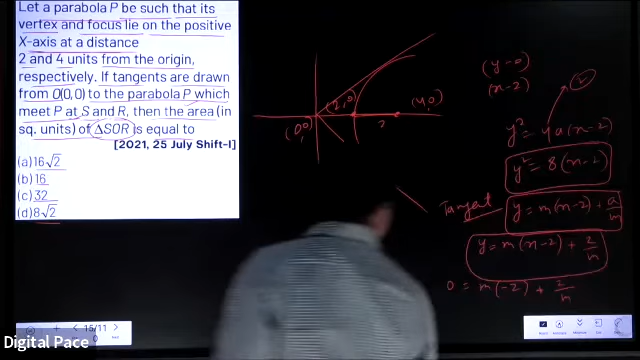 Let a parabola P be such that its
vertex and focus lie on the positive
X-axis at a distance
2 and 4 units from the origin,
respectively. If tangents are drawn
from O(0,0) to the parabola P which
meet P at S and R, then the area (in
sq. units) of ΔSOR is equal to
[2021, 25 July Shift-I]
(a) 16√2
(b) 16
(c) 32
(d) 8√2
(2,0)
(4,0)
(0,0)
2
(y-0)
(x-2)
2
y² = 4a(x-2)
y² = 8(x-2)
Tangent
y = m(x-2) + a/m
y = m(x-2) + 2/m
0 = m(-2) + 2/m
15/11
Digital Pace